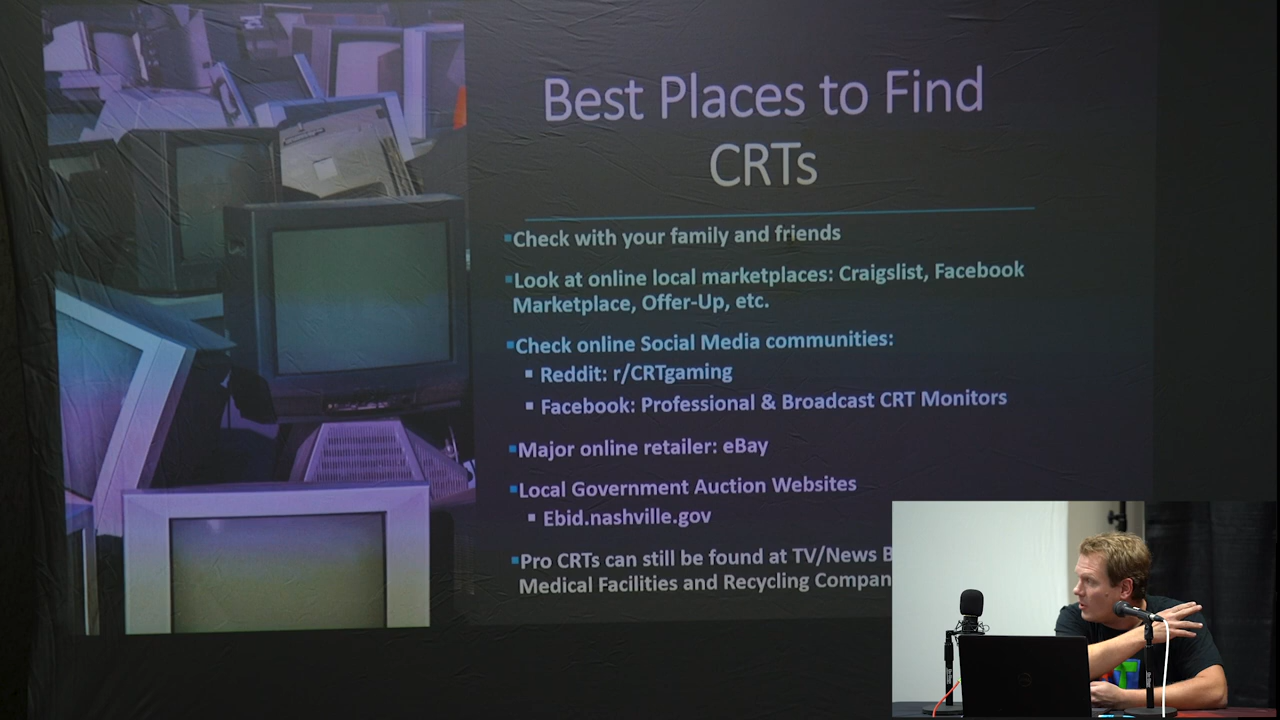 Best Places to Find
CRTs
▪Check with your family and friends
▪Look at online local marketplaces: Craigslist, Facebook
Marketplace, Offer-Up, etc.
▪Check online Social Media communities:
▪ Reddit: r/CRTgaming
▪ Facebook: Professional & Broadcast CRT Monitors
▪Major online retailer: eBay
▪Local Government Auction Websites
▪ Ebid.nashville.gov
▪Pro CRTs can still be found at TV/News
Medical Facilities and Recycling